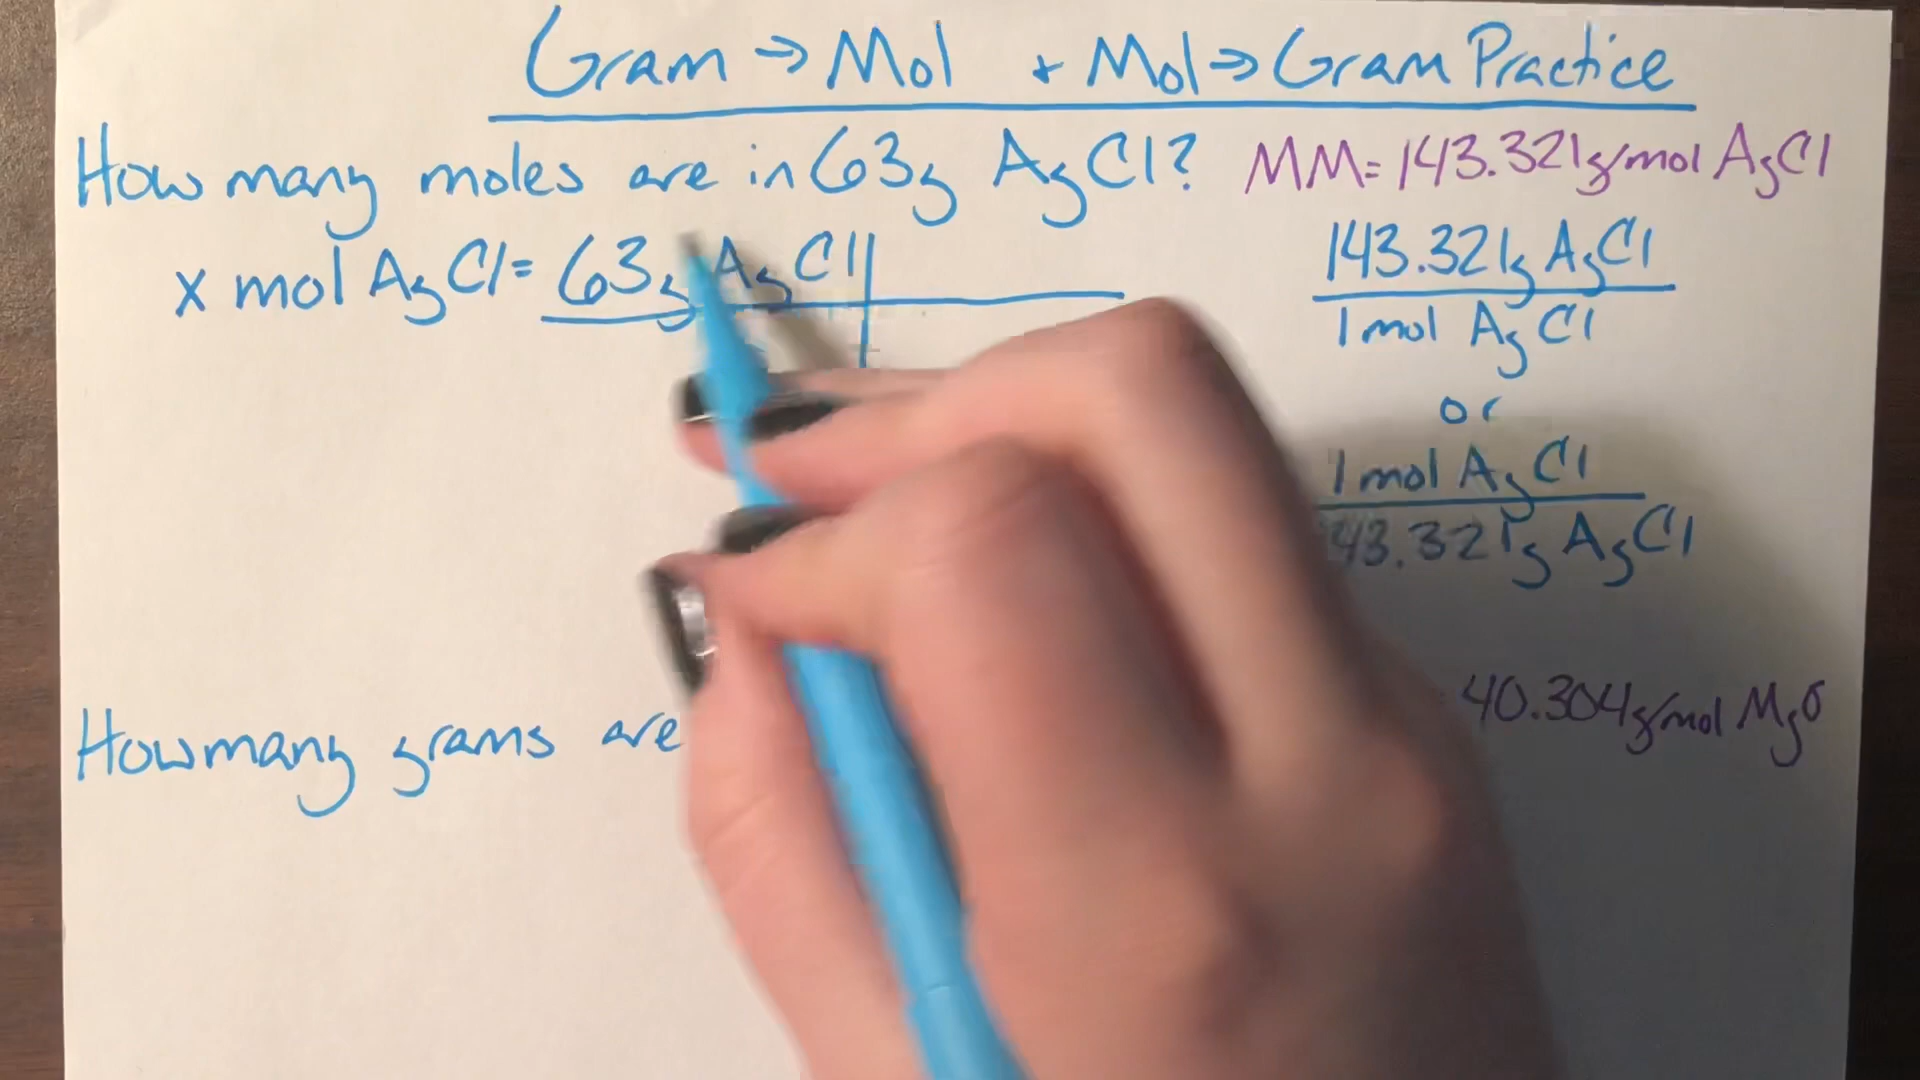 Gram → Mol + Mol → Gram Practice
How many moles are in 63g AgCl?
MM= 143.321g/mol AgCl
x mol AgCl = 63g AgCl
143.321g AgCl
1 mol AgCl
or
1 mol AgCl
43.321g AgCl
How many grams are
40.304g/mol MgO